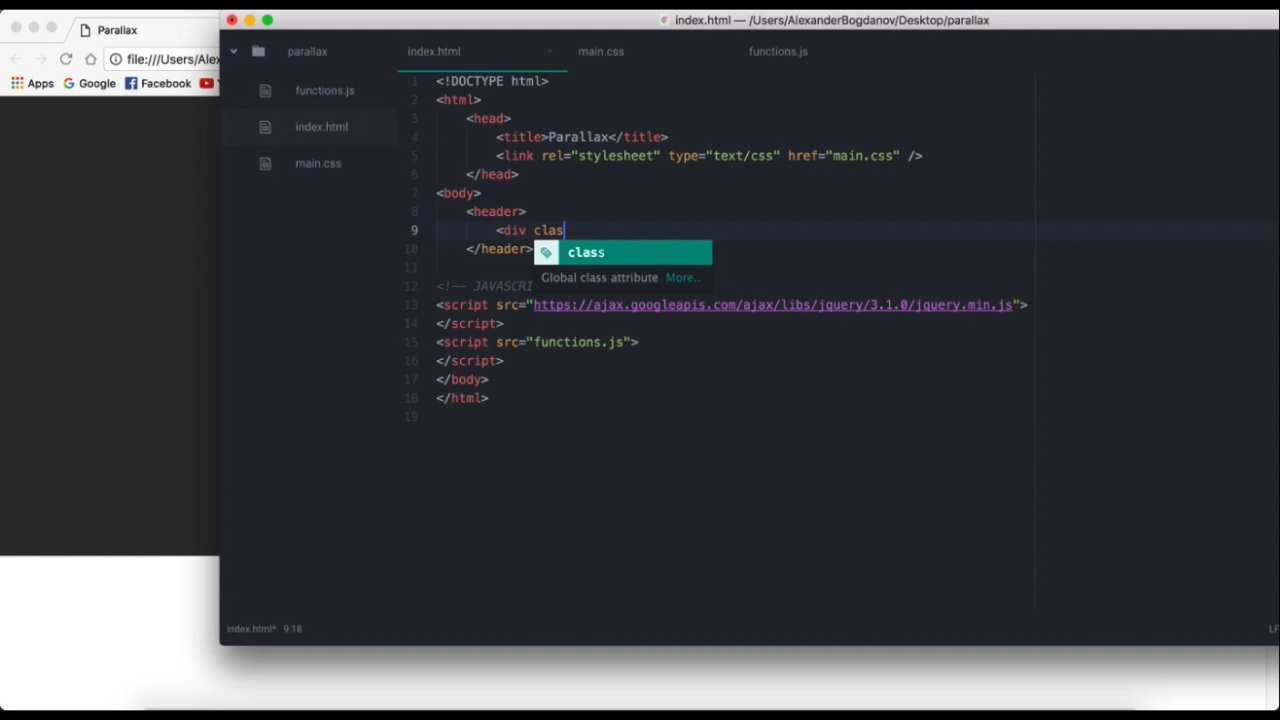 Parallax
file:///Users/Alex
Apps Google Facebook
index.html — /Users/AlexanderBogdanov/Desktop/parallax
parallax
functions.js
index.html
main.css
index.html main.css functions.js
1 <!DOCTYPE html>
2 <html>
3 <head>
4 <title>Parallax</title>
5 <link rel="stylesheet" type="text/css" href="main.css" />
6 </head>
7 <body>
8 <header>
9 <div clas
10 </header>
11
12 <!-- JAVASCRI
13 <script src="https://ajax.googleapis.com/ajax/libs/jquery/3.1.0/jquery.min.js">
14 </script>
15 <script src="functions.js">
16 </script>
17 </body>
18 </html>
19
class
Global class attribute More..
index.html* 9:18
LF